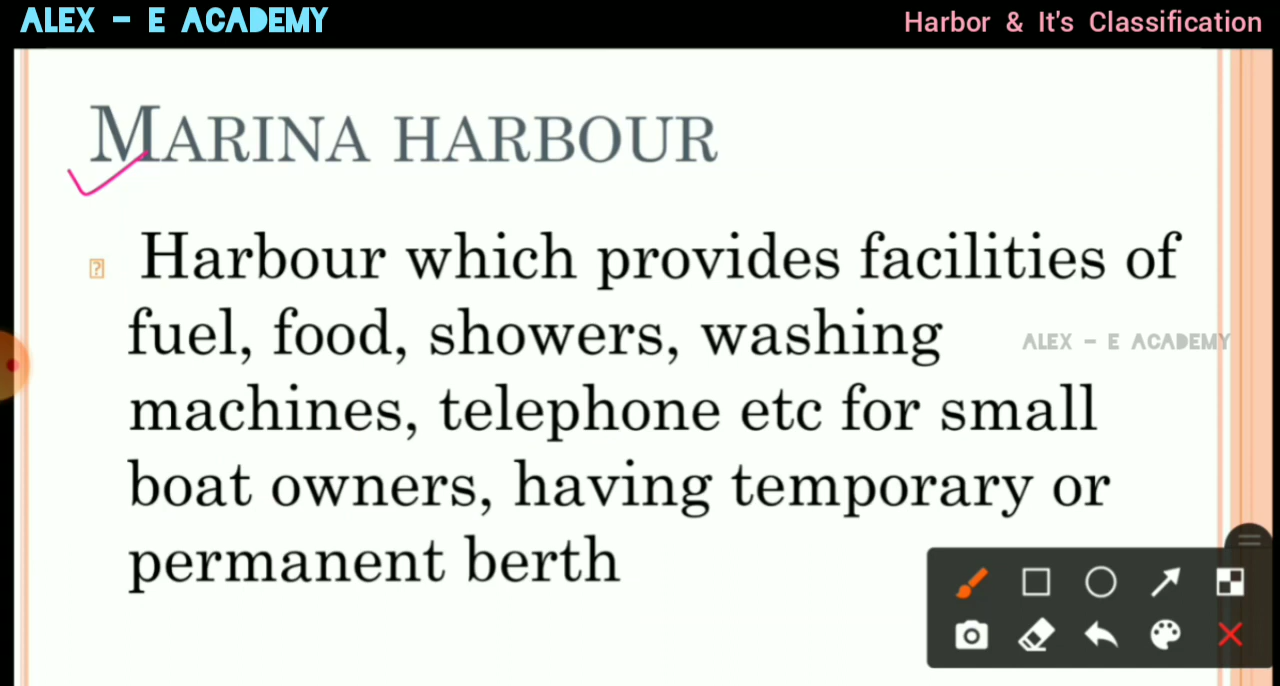 ALEX - E ACADEMY
Harbor & It's Classification
MARINA HARBOUR
Harbour which provides facilities of
fuel, food, showers, washing
ALEX - E ACADEMY
machines, telephone etc for small
boat owners, having temporary or
permanent berth